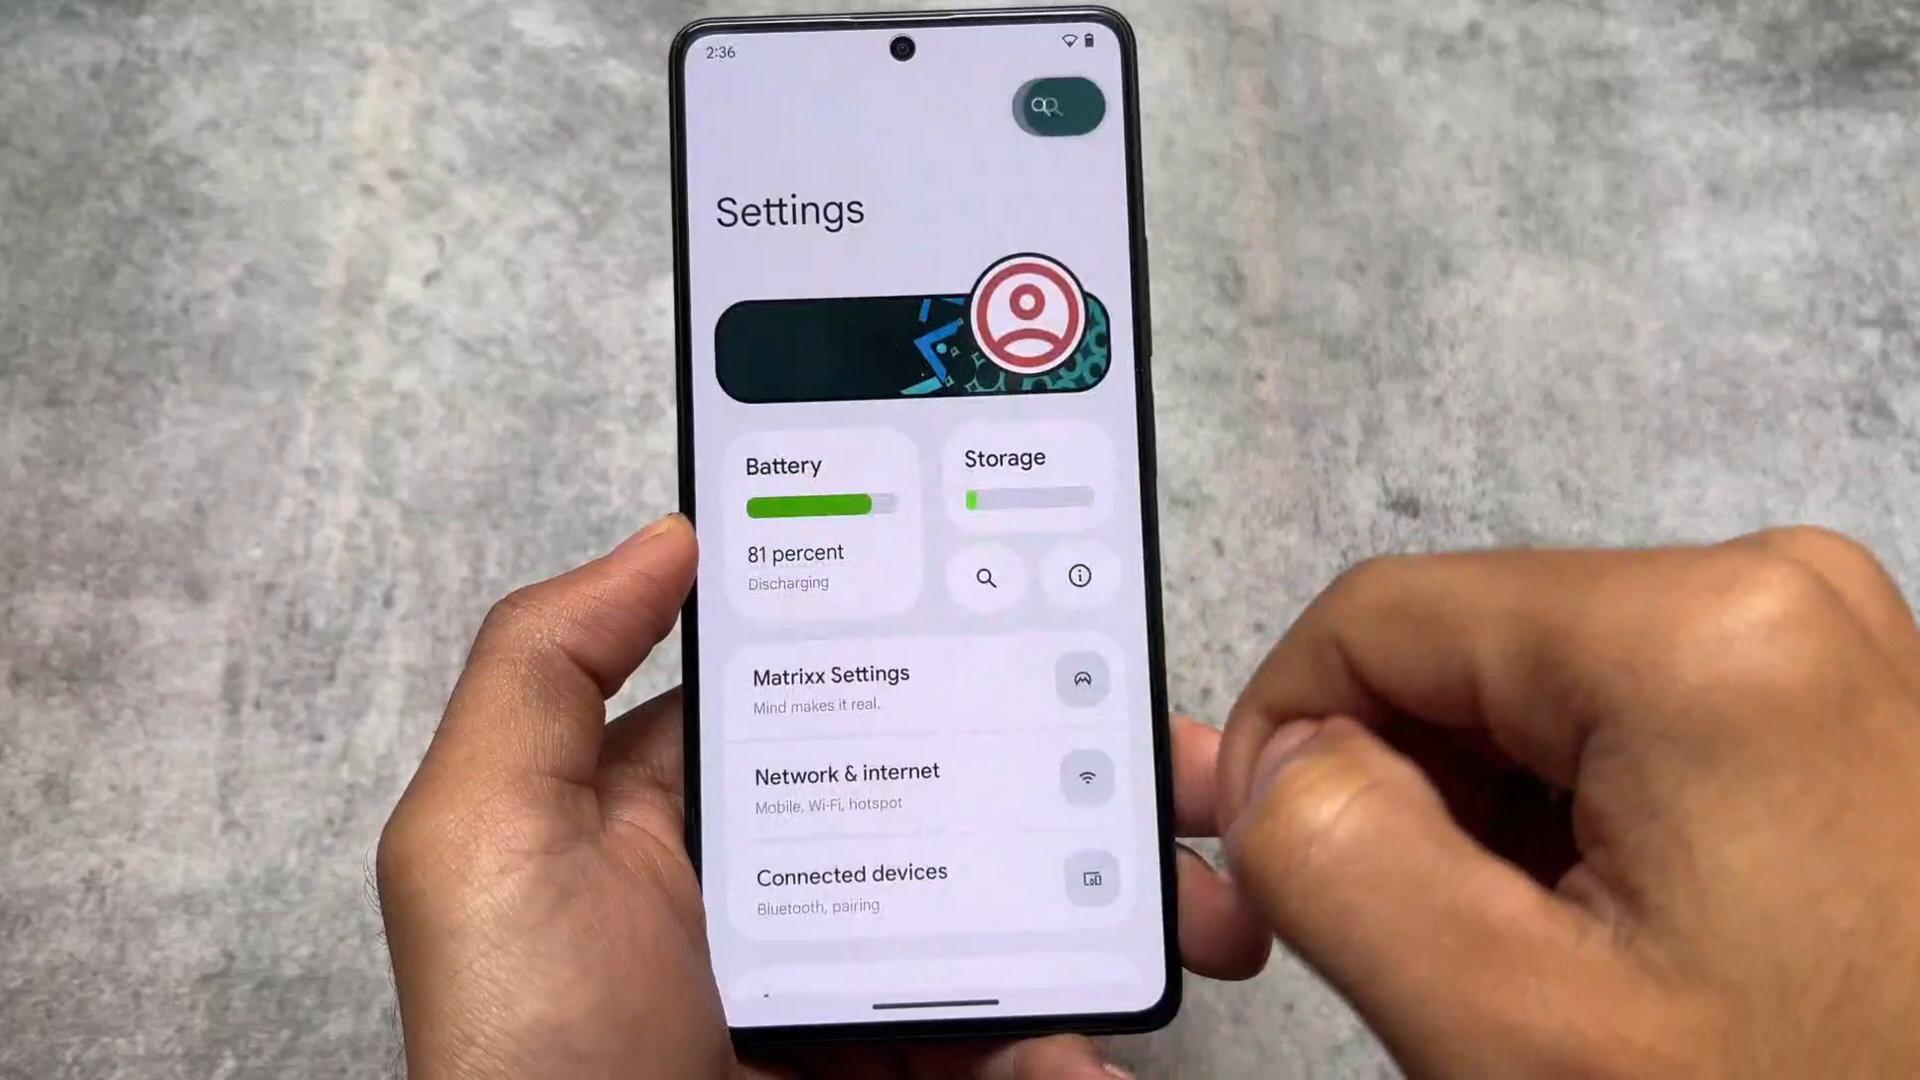 2:36
Settings
Battery
Storage
81 percent
Discharging
Matrixx Settings
Mind makes it real.
Network & internet
Mobile, Wi-Fi, hotspot
Connected devices
Bluetooth, pairing